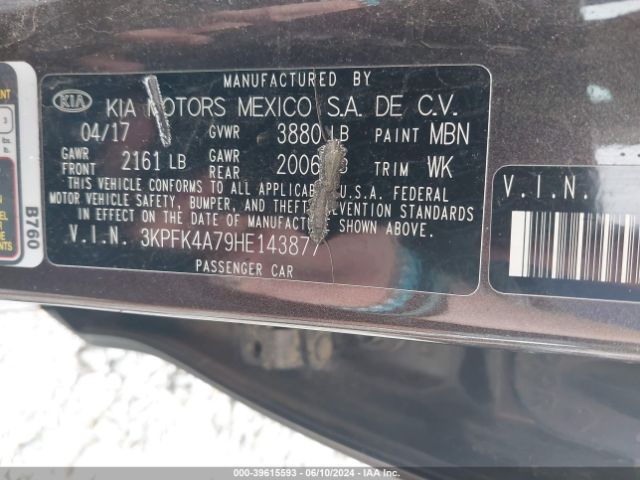 MANUFACTURED BY
KIA KIA MOTORS MEXICO S.A. DE C.V.
04/17 GVWR 3880 LB PAINT MBN
GAWR FRONT 2161 LB GAWR REAR 2006 TRIM WK
THIS VEHICLE CONFORMS TO ALL APPLICABLE U.S.A. FEDERAL
MOTOR VEHICLE SAFETY, BUMPER, AND THEFT PREVENTION STANDARDS
IN EFFECT ON THE DATE OF MANUFACTURE SHOWN ABOVE.
V.I.N. 3KPFK4A79HE143877
PASSENGER CAR
V.I.N.
B760
3
lbs.
000-39615593 - 06/10/2024 - IAA Inc.